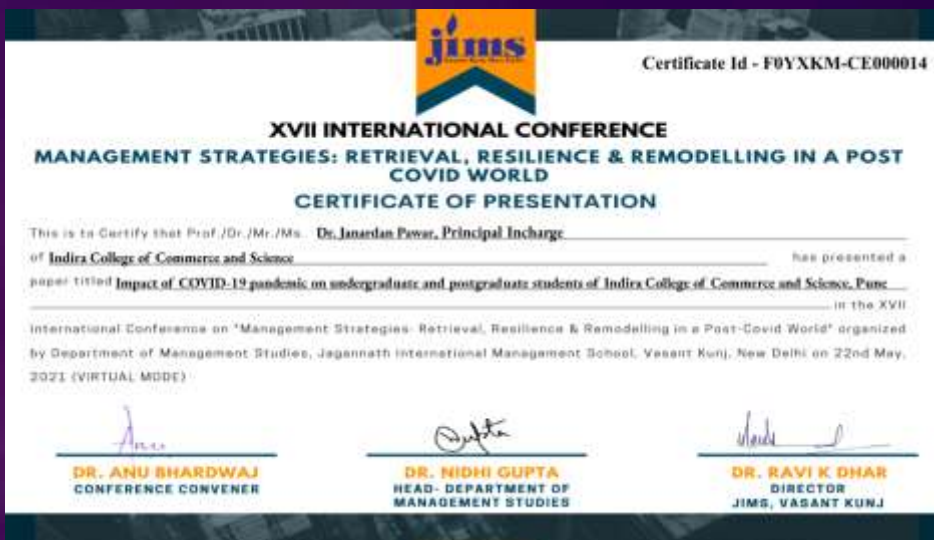 jims
Certificate Id - F0YXKM-CE000014
XVII INTERNATIONAL CONFERENCE
MANAGEMENT STRATEGIES: RETRIEVAL, RESILIENCE & REMODELLING IN A POST
COVID WORLD
CERTIFICATE OF PRESENTATION
This is to Certify that Prof./Dr./Mr./Ms. Dr. Janardan Pawar, Principal Incharge
of Indira College of Commerce and Science has presented a
paper titled Impact of COVID-19 pandemic on undergraduate and postgraduate students of Indira College of Commerce and Science, Pune
in the XVII
International Conference on "Management Strategies: Retrieval, Resilience & Remodelling in a Post-Covid World" organized
by Department of Management Studies, Jagannath International Management School, Vasant Kunj, New Delhi on 22nd May,
2021 (VIRTUAL MODE)
Gupta
DR. ANU BHARDWAJ
CONFERENCE CONVENER
DR. NIDHI GUPTA
HEAD- DEPARTMENT OF
MANAGEMENT STUDIES
DR. RAVI K DHAR
DIRECTOR
JIMS, VASANT KUNJ